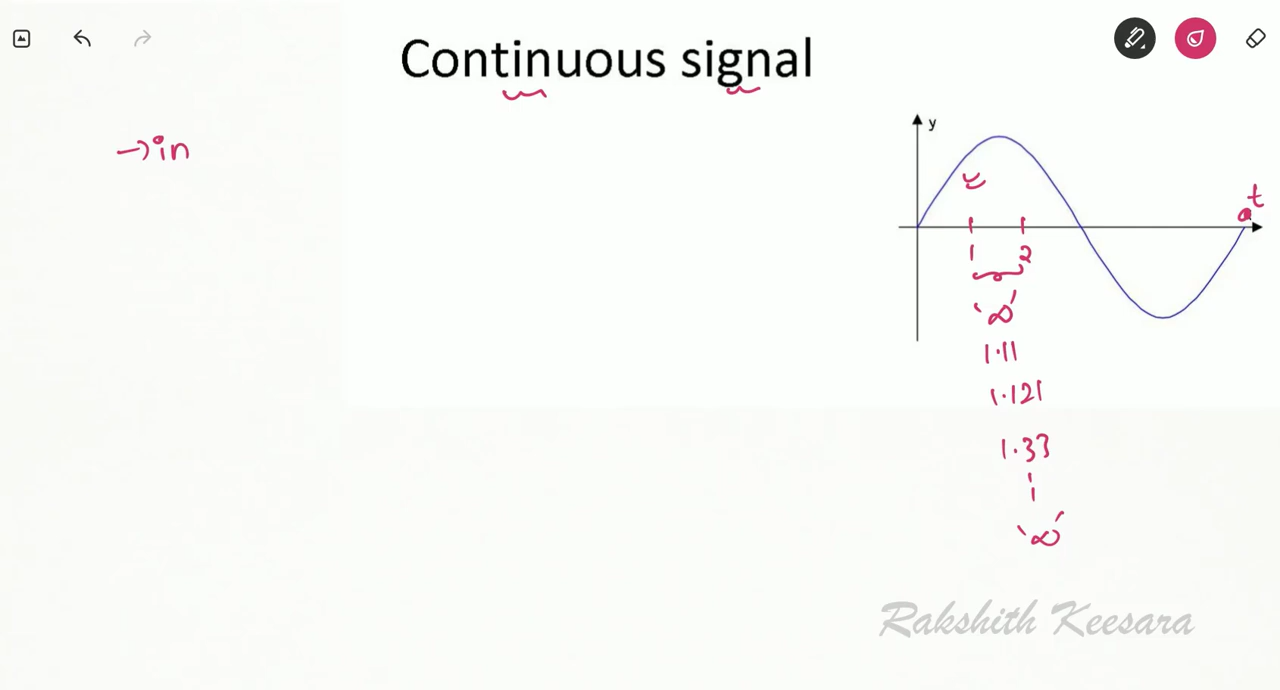 Continuous signal
→ in
y
t
1 2
'∞'
1.11
1.121
1.33
'∞'
Rakshith Keesara